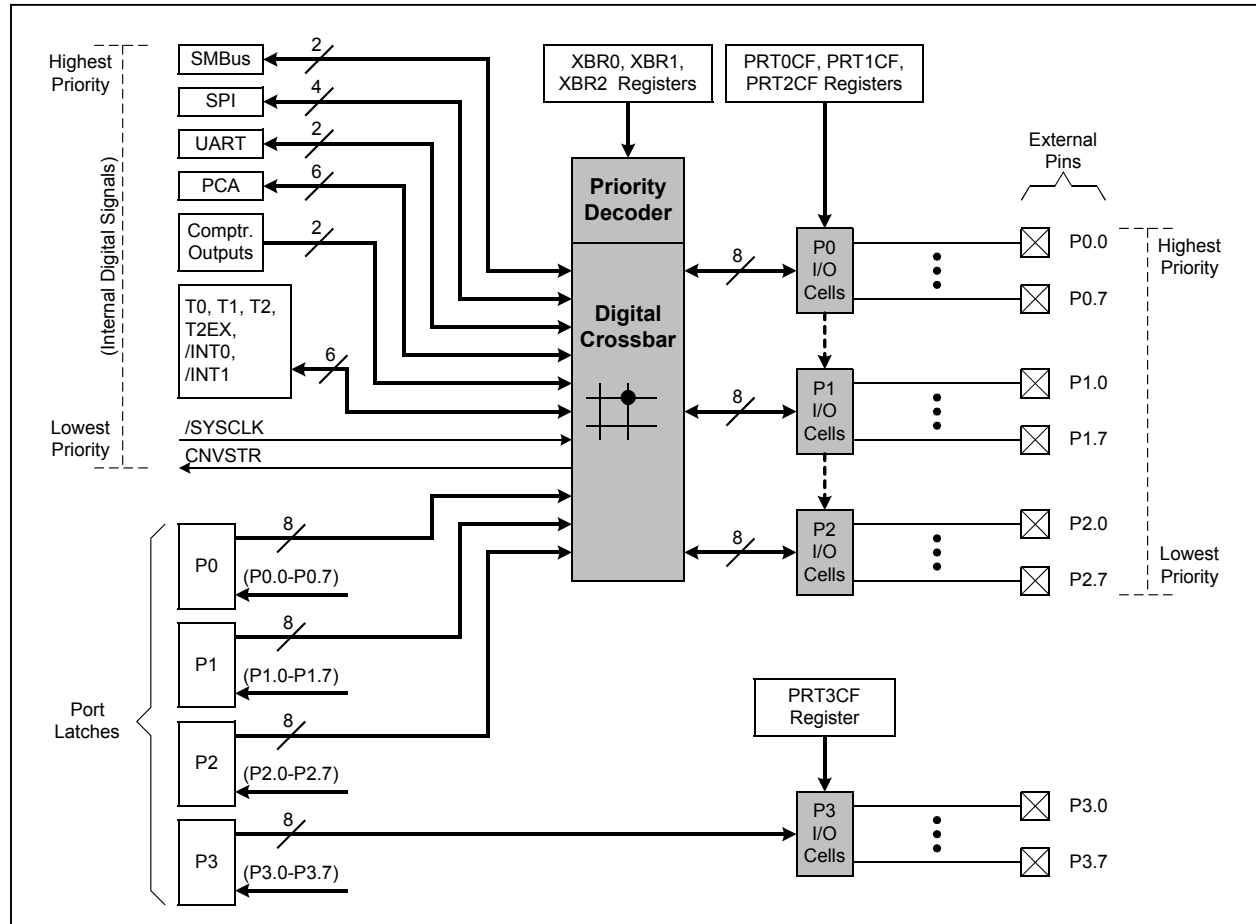 Highest
Priority
(Internal Digital Signals)
Lowest
Priority
SMBus
2
SPI
4
UART
2
PCA
6
Comptr.
Outputs
2
T0, T1, T2,
T2EX,
/INT0,
/INT1
6
/SYSCLK
CNVSTR
XBR0, XBR1,
XBR2 Registers
PRT0CF, PRT1CF,
PRT2CF Registers
Priority
Decoder
Digital
Crossbar
8
8
8
P0
I/O
Cells
P1
I/O
Cells
P2
I/O
Cells
External
Pins
P0.0
P0.7
P1.0
P1.7
P2.0
P2.7
Highest
Priority
Lowest
Priority
Port
Latches
P0
8
(P0.0-P0.7)
P1
8
(P1.0-P1.7)
P2
8
(P2.0-P2.7)
P3
8
(P3.0-P3.7)
PRT3CF
Register
P3
I/O
Cells
P3.0
P3.7